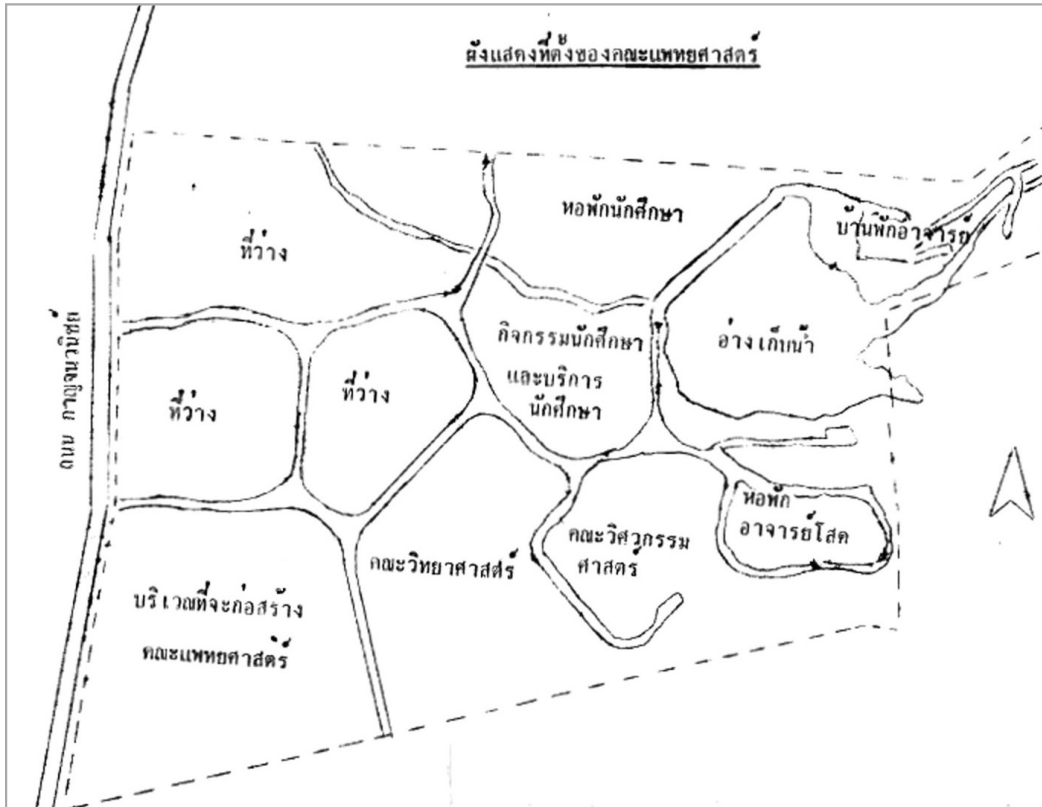 ผังแสดงที่ตั้งของคณะแพทยศาสตร์
หอพักนักศึกษา
บ้านพักอาจารย์
ที่ว่าง
ถนน กาญจนวนิชย์
กิจกรรมนักศึกษา
และบริการ
นักศึกษา
อ่างเก็บน้ำ
ที่ว่าง
ที่ว่าง
หอพัก
อาจารย์โสด
คณะวิทยาศาสตร์
คณะวิศวกรรม
ศาสตร์
บริเวณที่จะก่อสร้าง
คณะแพทยศาสตร์